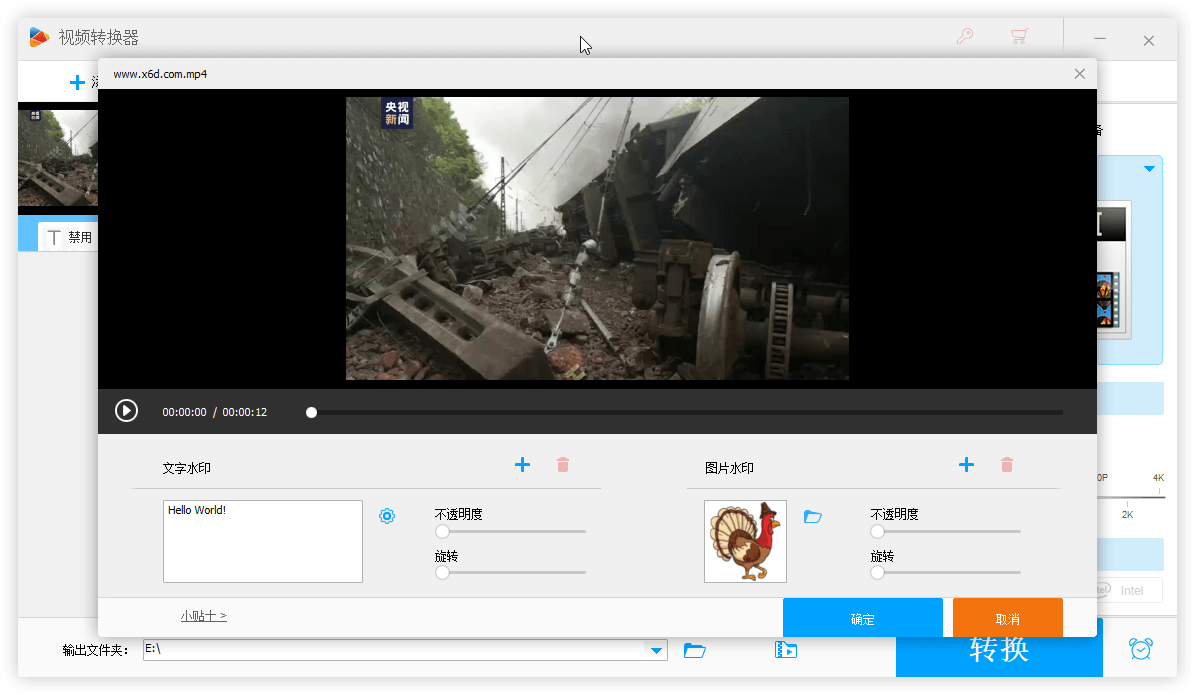 视频转换器
www.x6d.com.mp4
央视
新闻
T 禁用
00:00:00 / 00:00:12
文字水印
图片水印
Hello World!
不透明度
旋转
不透明度
旋转
4K
2K
Intel
小贴士 >
确定
取消
输出文件夹：
E:\
转换